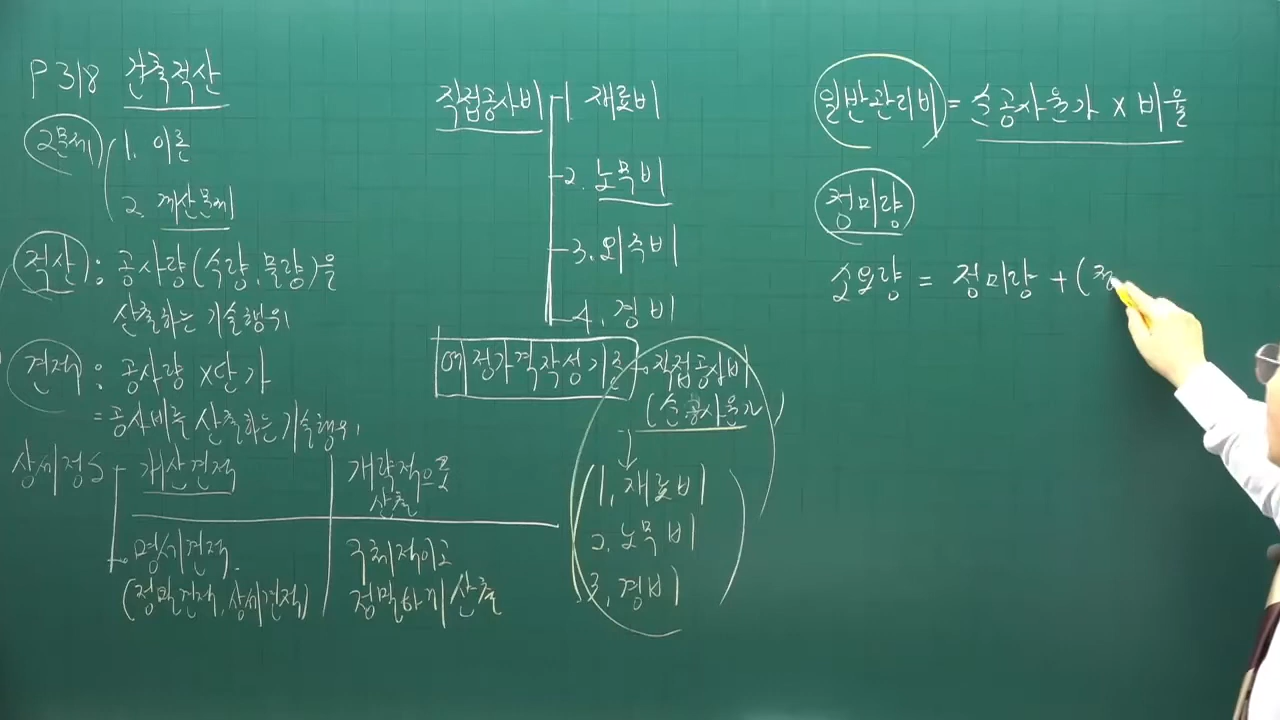 P 318 건축적산
2문제 1. 이론
2. 계산문제
적산 : 공사량 (수량, 물량)을
산출하는 기술행위
견적 : 공사량 x 단가
= 공사비를 산출하는 기술행위
상세정도 개산견적 개략적으로 산출
명세견적 구체적이고
(정밀견적, 상세견적) 정밀하게 산출
직접공사비 1. 재료비
2. 노무비
3. 외주비
4. 경비
예정가격작성기준 직접공사비
(순공사원가)
1. 재료비
2. 노무비
3. 경비
일반관리비 = 순공사원가 x 비율
정미량
소요량 = 정미량 + (정